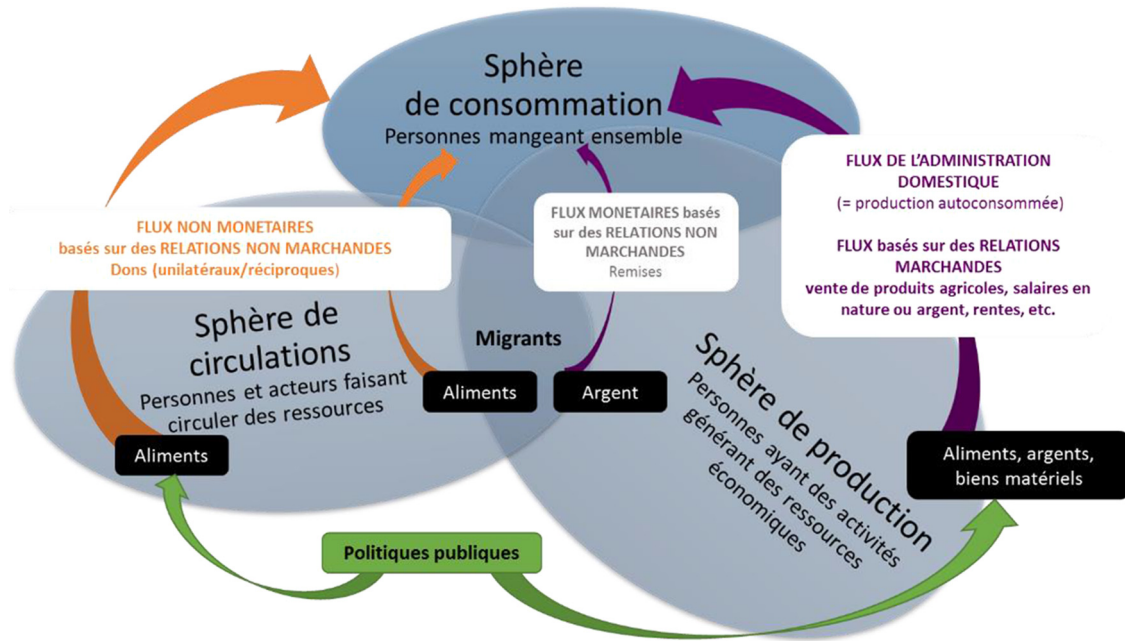 Sphère
de consommation
Personnes mangeant ensemble
FLUX NON MONETAIRES
basés sur des RELATIONS NON MARCHANDES
Dons (unilatéraux/réciproques)
FLUX MONETAIRES basés
sur des RELATIONS NON
MARCHANDES
Remises
FLUX DE L’ADMINISTRATION
DOMESTIQUE
(= production autoconsommée)
FLUX basés sur des RELATIONS
MARCHANDES
vente de produits agricoles, salaires en
nature ou argent, rentes, etc.
Sphère de
circulations
Personnes et acteurs faisant
circuler des ressources
Migrants
Aliments
Argent
Sphère de production
Personnes ayant des activités
générant des ressources
économiques
Aliments
Aliments, argents,
biens matériels
Politiques publiques